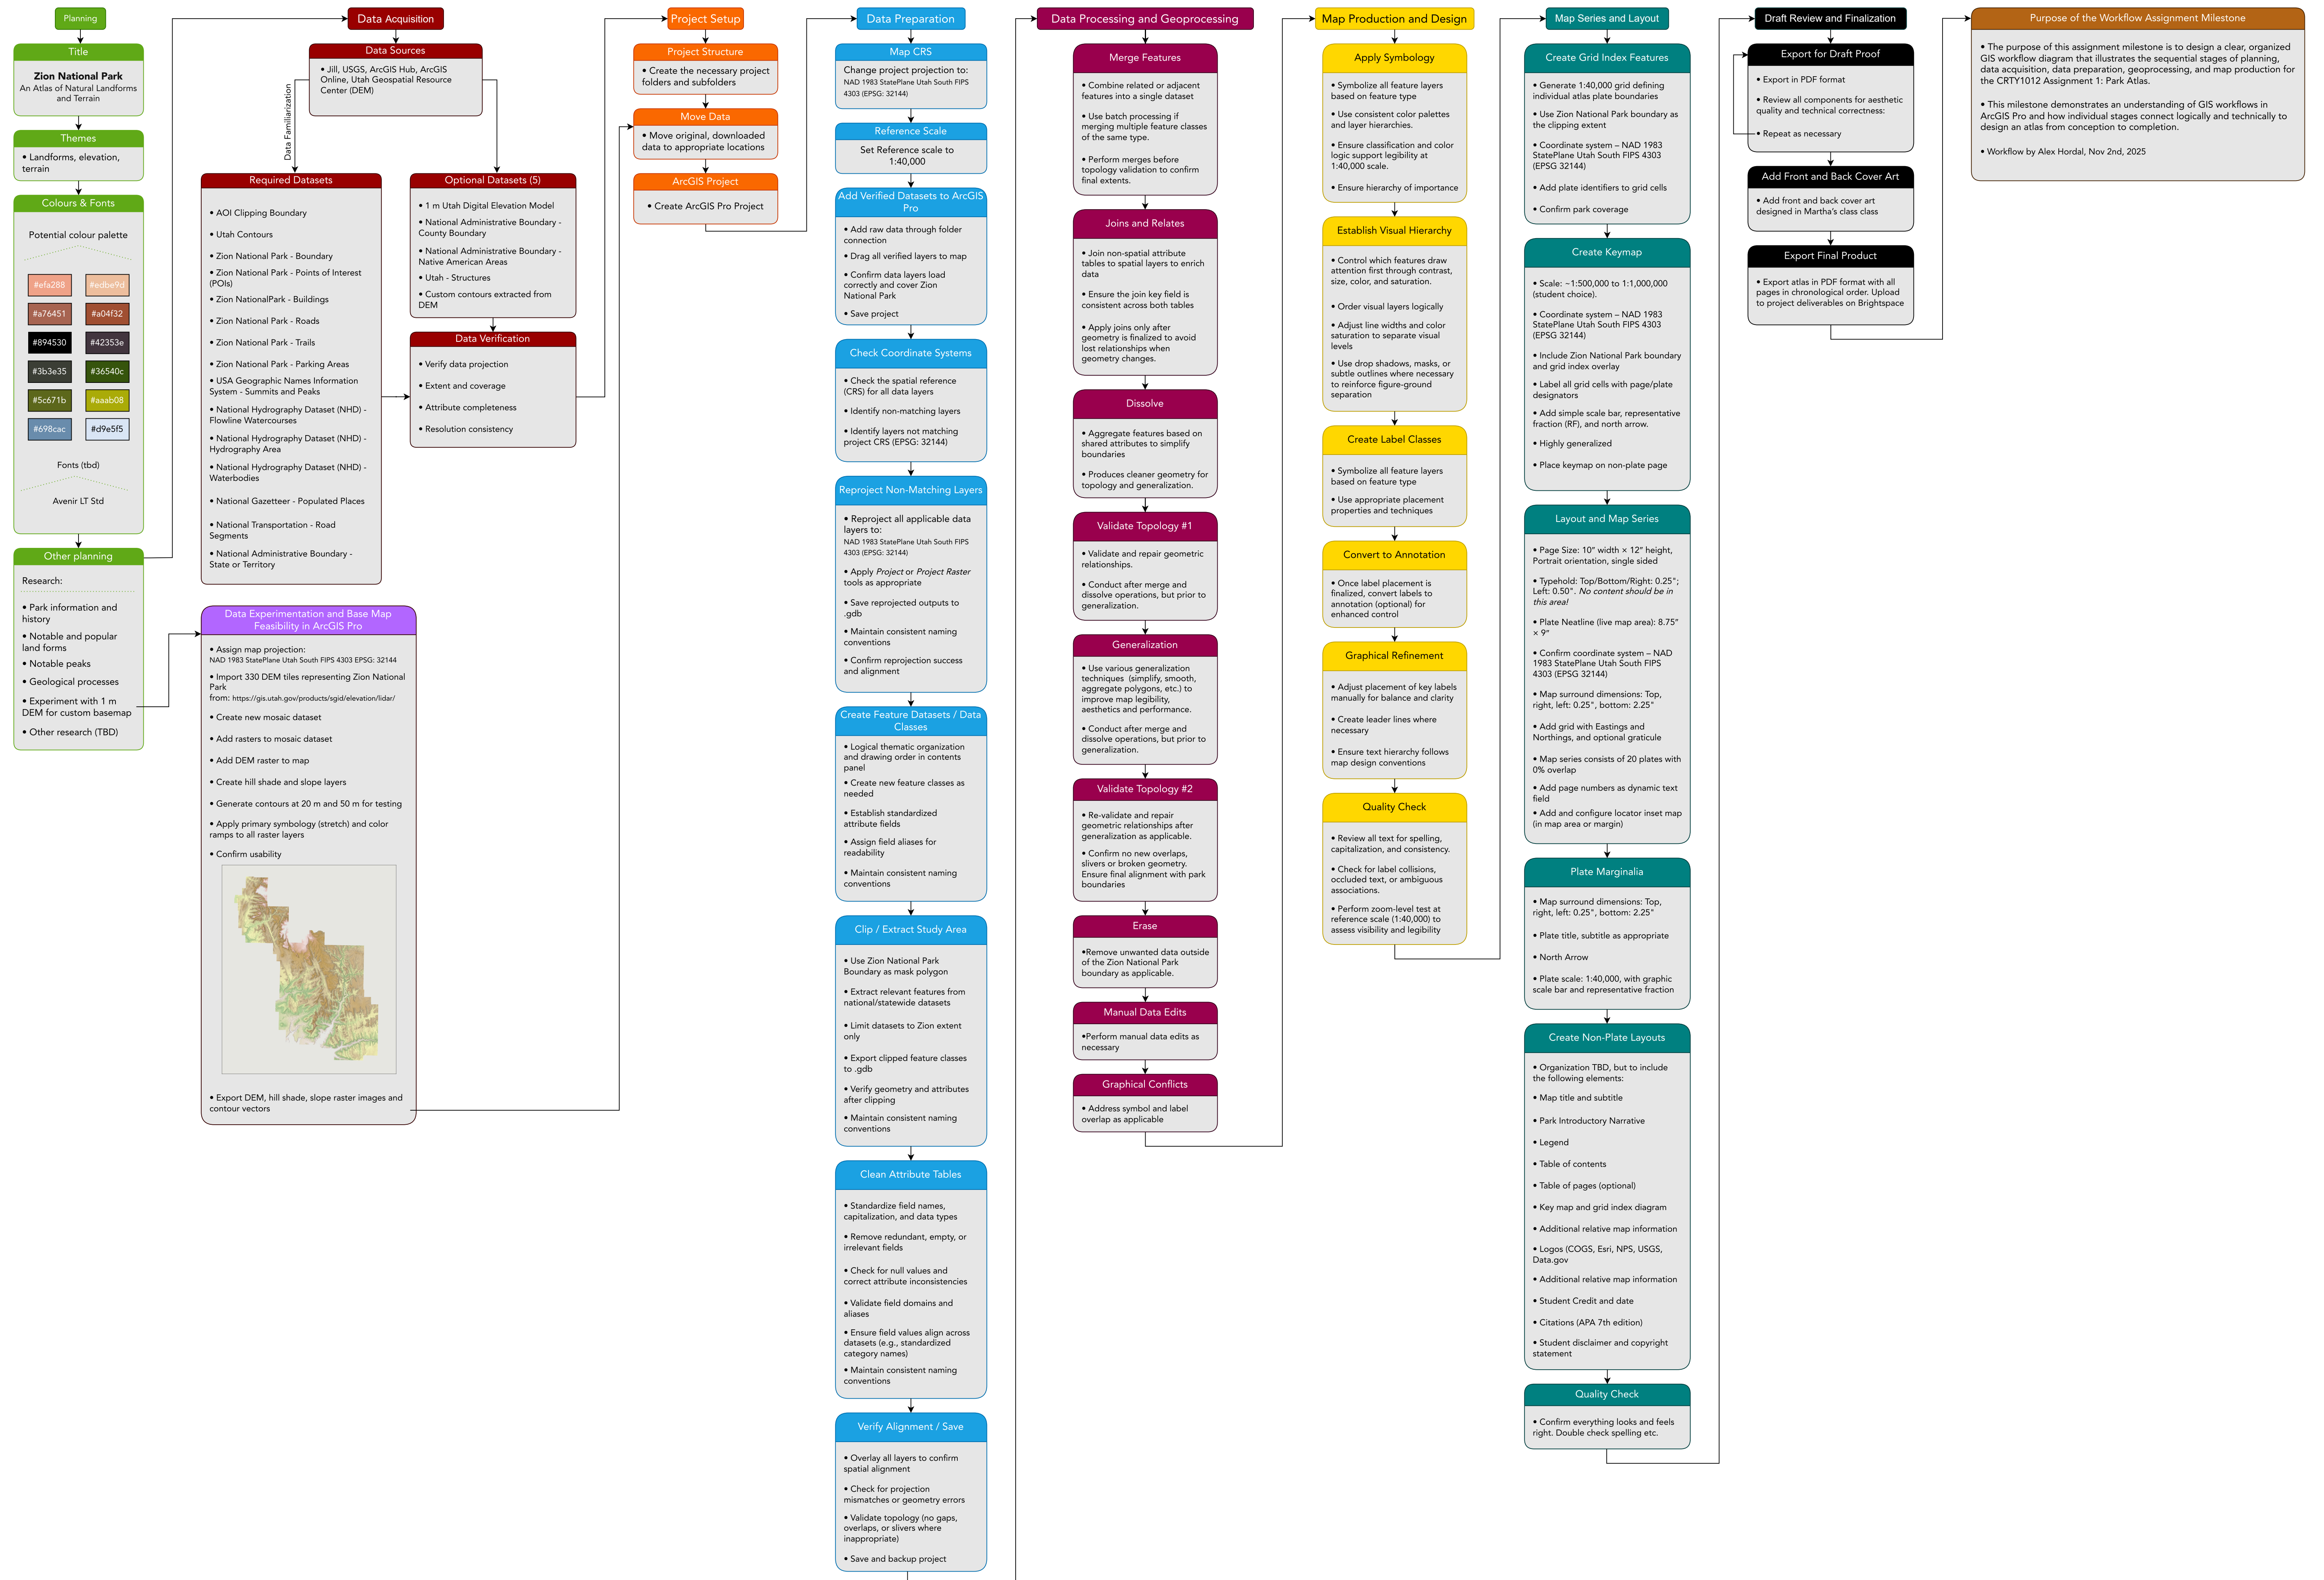 Planning
Title
Zion National Park
An Atlas of Natural Landforms
and Terrain
Themes
• Landforms, elevation,
terrain
Colours & Fonts
Potential colour palette
#efa288
#edbe9d
#a76451
#a04f32
#894530
#42353e
#3b3e35
#36540c
#5c671b
#aaab08
#698cac
#d9e5f5
Fonts (tbd)
Avenir LT Std
Other planning
Research:
• Park information and
history
• Notable and popular
land forms
• Notable peaks
• Geological processes
• Experiment with 1 m
DEM for custom basemap
• Other research (TBD)
Data Acquisition
Data Sources
• Jill, USGS, ArcGIS Hub, ArcGIS
Online, Utah Geospatial Resource
Center (DEM)
Data Familiarization
Required Datasets
• AOI Clipping Boundary
• Utah Contours
• Zion National Park - Boundary
• Zion National Park - Points of Interest
(POIs)
• Zion NationalPark - Buildings
• Zion National Park - Roads
• Zion National Park - Trails
• Zion National Park - Parking Areas
• USA Geographic Names Information
System - Summits and Peaks
• National Hydrography Dataset (NHD) -
Flowline Watercourses
• National Hydrography Dataset (NHD) -
Hydrography Area
• National Hydrography Dataset (NHD) -
Waterbodies
• National Gazetteer - Populated Places
• National Transportation - Road
Segments
• National Administrative Boundary -
State or Territory
Optional Datasets (5)
• 1 m Utah Digital Elevation Model
• National Administrative Boundary -
County Boundary
• National Administrative Boundary -
Native American Areas
• Utah - Structures
• Custom contours extracted from
DEM
Data Verification
• Verify data projection
• Extent and coverage
• Attribute completeness
• Resolution consistency
Data Experimentation and Base Map
Feasibility in ArcGIS Pro
• Assign map projection:
NAD 1983 StatePlane Utah South FIPS 4303 EPSG: 32144
• Import 330 DEM tiles representing Zion National
Park
from: https://gis.utah.gov/products/sgid/elevation/lidar/
• Create new mosaic dataset
• Add rasters to mosaic dataset
• Add DEM raster to map
• Create hill shade and slope layers
• Generate contours at 20 m and 50 m for testing
• Apply primary symbology (stretch) and color
ramps to all raster layers
• Confirm usability
• Export DEM, hill shade, slope raster images and
contour vectors
Project Setup
Project Structure
• Create the necessary project
folders and subfolders
Move Data
• Move original, downloaded
data to appropriate locations
ArcGIS Project
• Create ArcGIS Pro Project
Data Preparation
Map CRS
Change project projection to:
NAD 1983 StatePlane Utah South FIPS
4303 (EPSG: 32144)
Reference Scale
Set Reference scale to
1:40,000
Add Verified Datasets to ArcGIS
Pro
• Add raw data through folder
connection
• Drag all verified layers to map
• Confirm data layers load
correctly and cover Zion
National Park
• Save project
Check Coordinate Systems
• Check the spatial reference
(CRS) for all data layers
• Identify non-matching layers
• Identify layers not matching
project CRS (EPSG: 32144)
Reproject Non-Matching Layers
• Reproject all applicable data
layers to:
NAD 1983 StatePlane Utah South FIPS
4303 (EPSG: 32144)
• Apply Project or Project Raster
tools as appropriate
• Save reprojected outputs to
.gdb
• Maintain consistent naming
conventions
• Confirm reprojection success
and alignment
Create Feature Datasets / Data
Classes
• Logical thematic organization
and drawing order in contents
panel
• Create new feature classes as
needed
• Establish standardized
attribute fields
• Assign field aliases for
readability
• Maintain consistent naming
conventions
Clip / Extract Study Area
• Use Zion National Park
Boundary as mask polygon
• Extract relevant features from
national/statewide datasets
• Limit datasets to Zion extent
only
• Export clipped feature classes
to .gdb
• Verify geometry and attributes
after clipping
• Maintain consistent naming
conventions
Clean Attribute Tables
• Standardize field names,
capitalization, and data types
• Remove redundant, empty, or
irrelevant fields
• Check for null values and
correct attribute inconsistencies
• Validate field domains and
aliases
• Ensure field values align across
datasets (e.g., standardized
category names)
• Maintain consistent naming
conventions
Verify Alignment / Save
• Overlay all layers to confirm
spatial alignment
• Check for projection
mismatches or geometry errors
• Validate topology (no gaps,
overlaps, or slivers where
inappropriate)
• Save and backup project
Data Processing and Geoprocessing
Merge Features
• Combine related or adjacent
features into a single dataset
• Use batch processing if
merging multiple feature classes
of the same type.
• Perform merges before
topology validation to confirm
final extents.
Joins and Relates
• Join non-spatial attribute
tables to spatial layers to enrich
data
• Ensure the join key field is
consistent across both tables
• Apply joins only after
geometry is finalized to avoid
lost relationships when
geometry changes.
Dissolve
• Aggregate features based on
shared attributes to simplify
boundaries
• Produces cleaner geometry for
topology and generalization.
Validate Topology #1
• Validate and repair geometric
relationships.
• Conduct after merge and
dissolve operations, but prior to
generalization.
Generalization
• Use various generalization
techniques (simplify, smooth,
aggregate polygons, etc.) to
improve map legibility,
aesthetics and performance.
• Conduct after merge and
dissolve operations, but prior to
generalization.
Validate Topology #2
• Re-validate and repair
geometric relationships after
generalization as applicable.
• Confirm no new overlaps,
slivers or broken geometry.
Ensure final alignment with park
boundaries
Erase
•Remove unwanted data outside
of the Zion National Park
boundary as applicable.
Manual Data Edits
•Perform manual data edits as
necessary
Graphical Conflicts
• Address symbol and label
overlap as applicable
Map Production and Design
Apply Symbology
• Symbolize all feature layers
based on feature type
• Use consistent color palettes
and layer hierarchies.
• Ensure classification and color
logic support legibility at
1:40,000 scale.
• Ensure hierarchy of importance
Establish Visual Hierarchy
• Control which features draw
attention first through contrast,
size, color, and saturation.
• Order visual layers logically
• Adjust line widths and color
saturation to separate visual
levels
• Use drop shadows, masks, or
subtle outlines where necessary
to reinforce figure-ground
separation
Create Label Classes
• Symbolize all feature layers
based on feature type
• Use appropriate placement
properties and techniques
Convert to Annotation
• Once label placement is
finalized, convert labels to
annotation (optional) for
enhanced control
Graphical Refinement
• Adjust placement of key labels
manually for balance and clarity
• Create leader lines where
necessary
• Ensure text hierarchy follows
map design conventions
Quality Check
• Review all text for spelling,
capitalization, and consistency.
• Check for label collisions,
occluded text, or ambiguous
associations.
• Perform zoom-level test at
reference scale (1:40,000) to
assess visibility and legibility
Map Series and Layout
Create Grid Index Features
• Generate 1:40,000 grid defining
individual atlas plate boundaries
• Use Zion National Park boundary as
the clipping extent
• Coordinate system – NAD 1983
StatePlane Utah South FIPS 4303
(EPSG 32144)
• Add plate identifiers to grid cells
• Confirm park coverage
Create Keymap
• Scale: ~1:500,000 to 1:1,000,000
(student choice).
• Coordinate system – NAD 1983
StatePlane Utah South FIPS 4303
(EPSG 32144)
• Include Zion National Park boundary
and grid index overlay
• Label all grid cells with page/plate
designators
• Add simple scale bar, representative
fraction (RF), and north arrow.
• Highly generalized
• Place keymap on non-plate page
Layout and Map Series
• Page Size: 10” width × 12” height,
Portrait orientation, single sided
• Typehold: Top/Bottom/Right: 0.25";
Left: 0.50". No content should be in
this area!
• Plate Neatline (live map area): 8.75”
× 9”
• Confirm coordinate system – NAD
1983 StatePlane Utah South FIPS
4303 (EPSG 32144)
• Map surround dimensions: Top,
right, left: 0.25", bottom: 2.25"
• Add grid with Eastings and
Northings, and optional graticule
• Map series consists of 20 plates with
0% overlap
• Add page numbers as dynamic text
field
• Add and configure locator inset map
(in map area or margin)
Plate Marginalia
• Map surround dimensions: Top,
right, left: 0.25", bottom: 2.25"
• Plate title, subtitle as appropriate
• North Arrow
• Plate scale: 1:40,000, with graphic
scale bar and representative fraction
Create Non-Plate Layouts
• Organization TBD, but to include
the following elements:
• Map title and subtitle
• Park Introductory Narrative
• Legend
• Table of contents
• Table of pages (optional)
• Key map and grid index diagram
• Additional relative map information
• Logos (COGS, Esri, NPS, USGS,
Data.gov
• Additional relative map information
• Student Credit and date
• Citations (APA 7th edition)
• Student disclaimer and copyright
statement
Quality Check
• Confirm everything looks and feels
right. Double check spelling etc.
Draft Review and Finalization
Export for Draft Proof
• Export in PDF format
• Review all components for aesthetic
quality and technical correctness:
• Repeat as necessary
Add Front and Back Cover Art
• Add front and back cover art
designed in Martha’s class class
Export Final Product
• Export atlas in PDF format with all
pages in chronological order. Upload
to project deliverables on Brightspace
Purpose of the Workflow Assignment Milestone
• The purpose of this assignment milestone is to design a clear, organized
GIS workflow diagram that illustrates the sequential stages of planning,
data acquisition, data preparation, geoprocessing, and map production for
the CRTY1012 Assignment 1: Park Atlas.
• This milestone demonstrates an understanding of GIS workflows in
ArcGIS Pro and how individual stages connect logically and technically to
design an atlas from conception to completion.
• Workflow by Alex Hordal, Nov 2nd, 2025